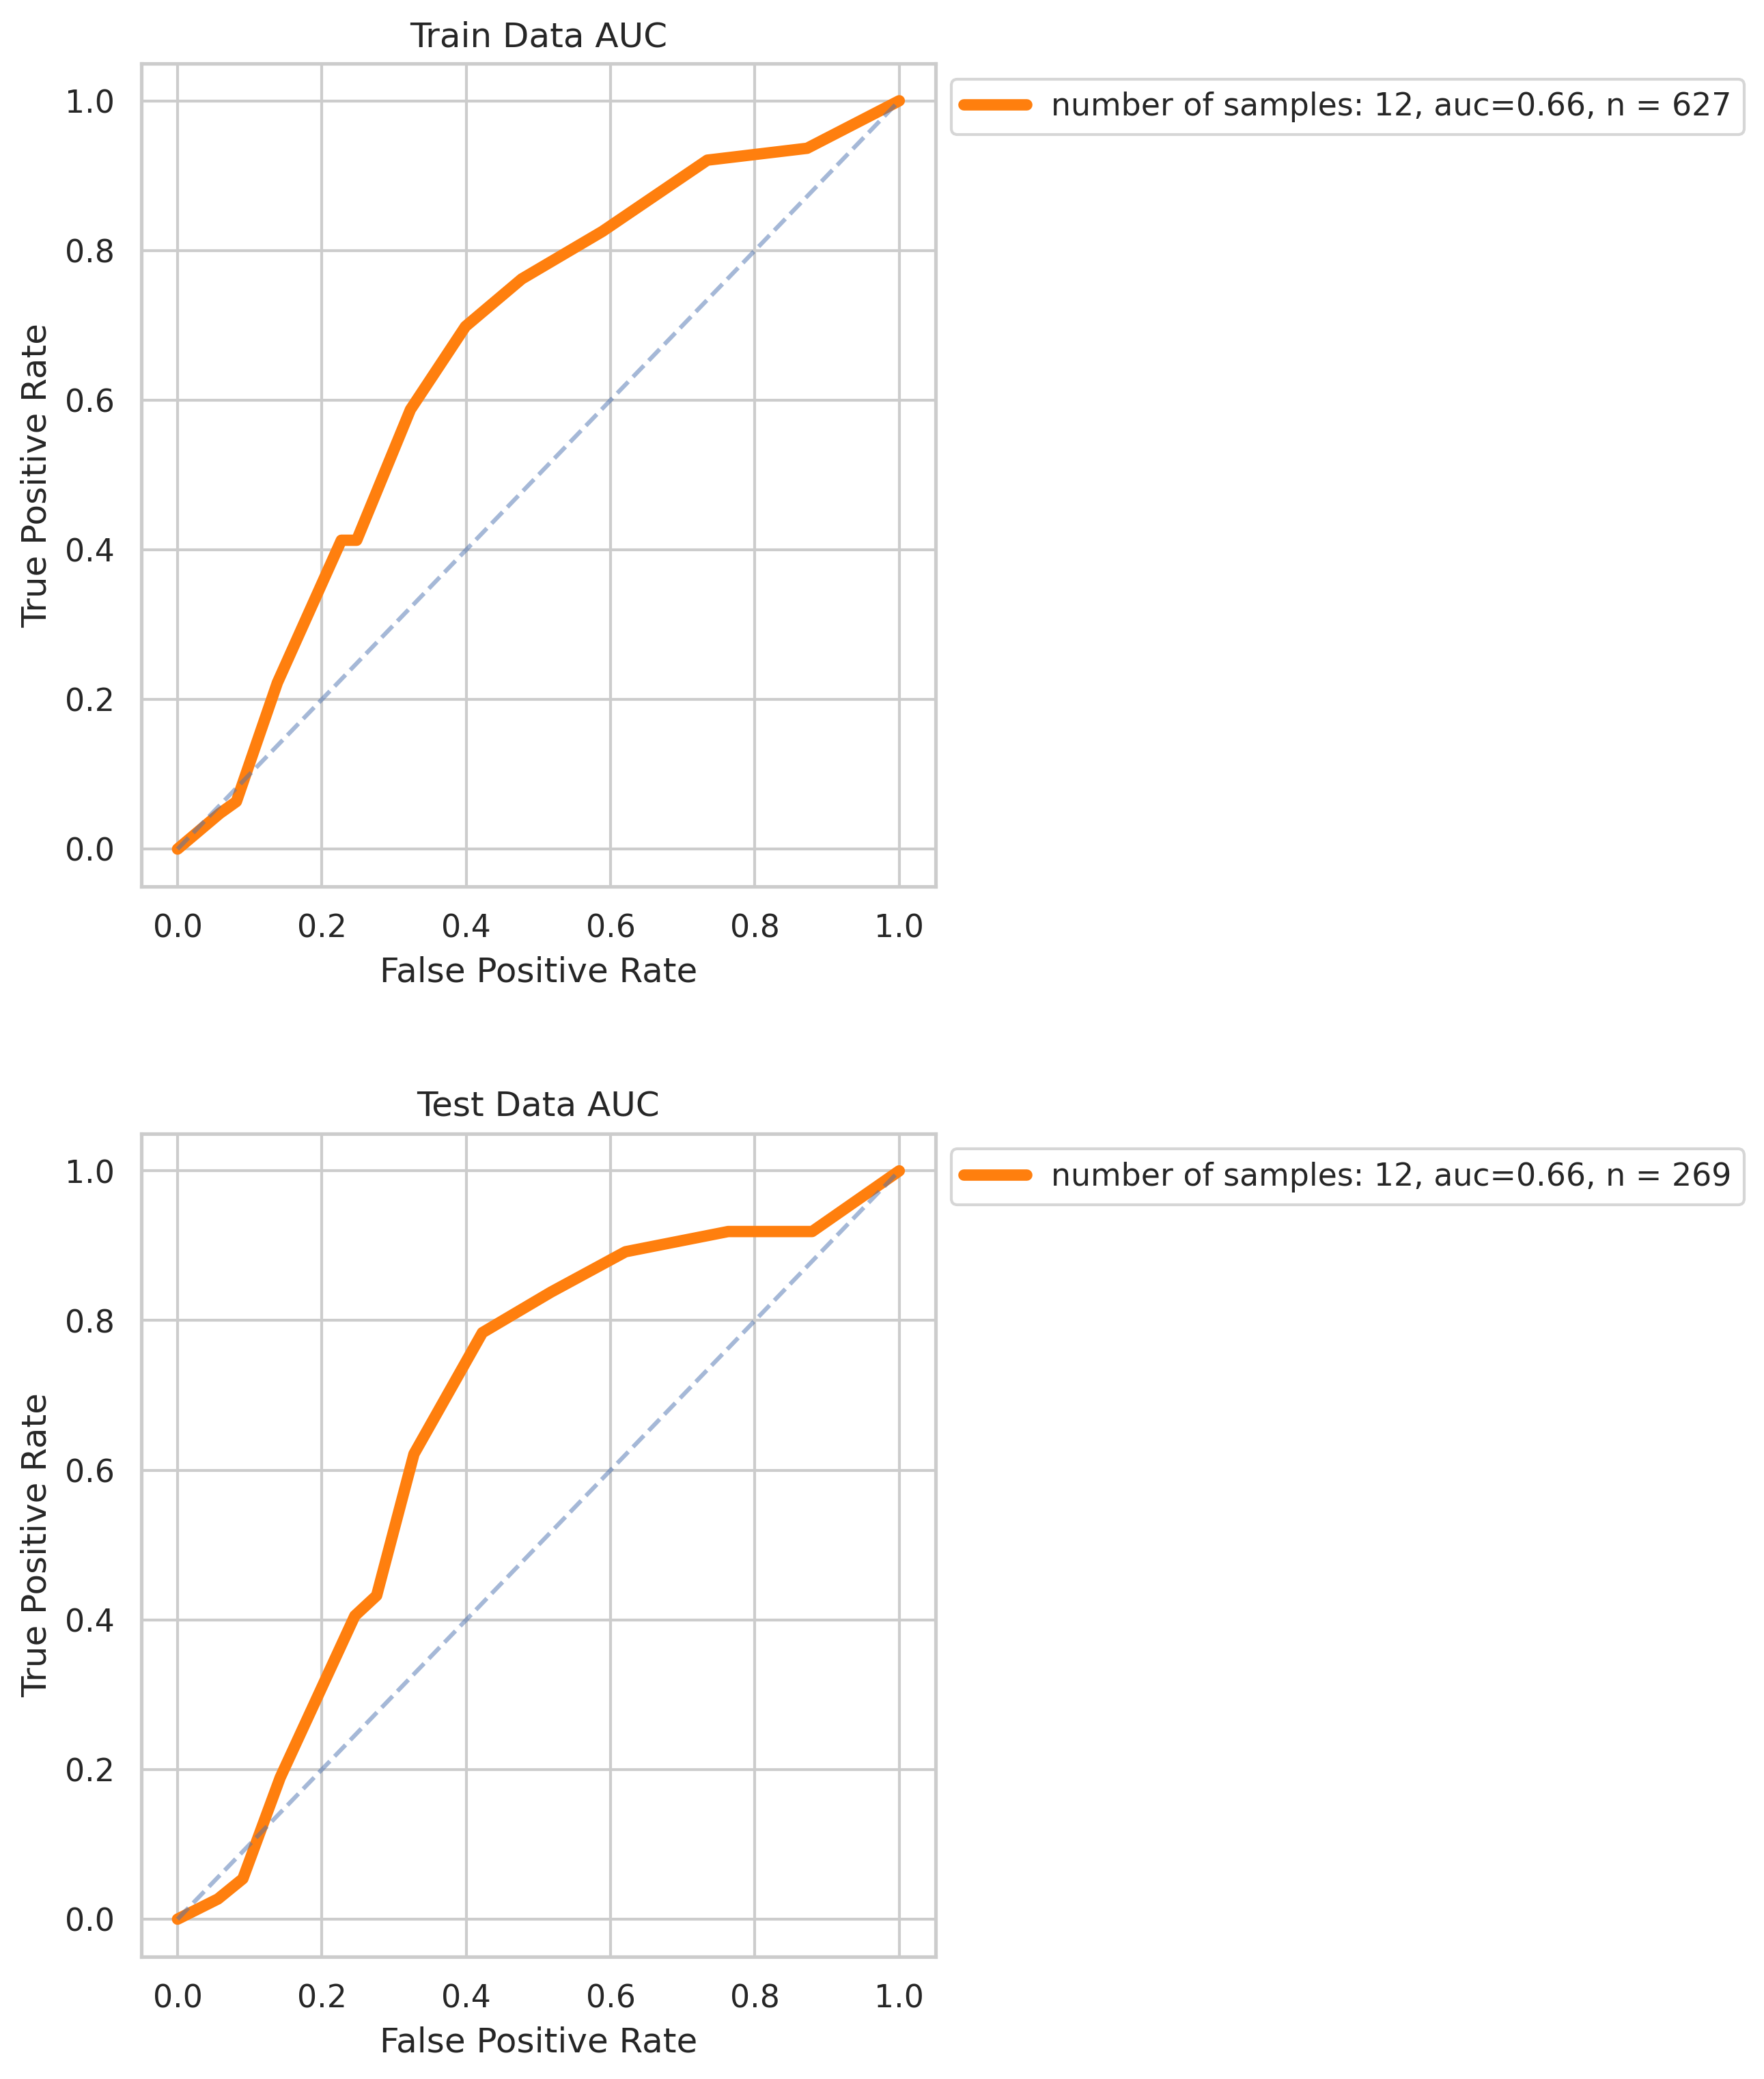 Train Data AUC
number of samples: 12, auc=0.66, n = 627
1.0
0.8
0.6
0.4
0.2
0.0
True Positive Rate
0.0 0.2 0.4 0.6 0.8 1.0
False Positive Rate
Test Data AUC
number of samples: 12, auc=0.66, n = 269
1.0
0.8
0.6
0.4
0.2
0.0
True Positive Rate
0.0 0.2 0.4 0.6 0.8 1.0
False Positive Rate